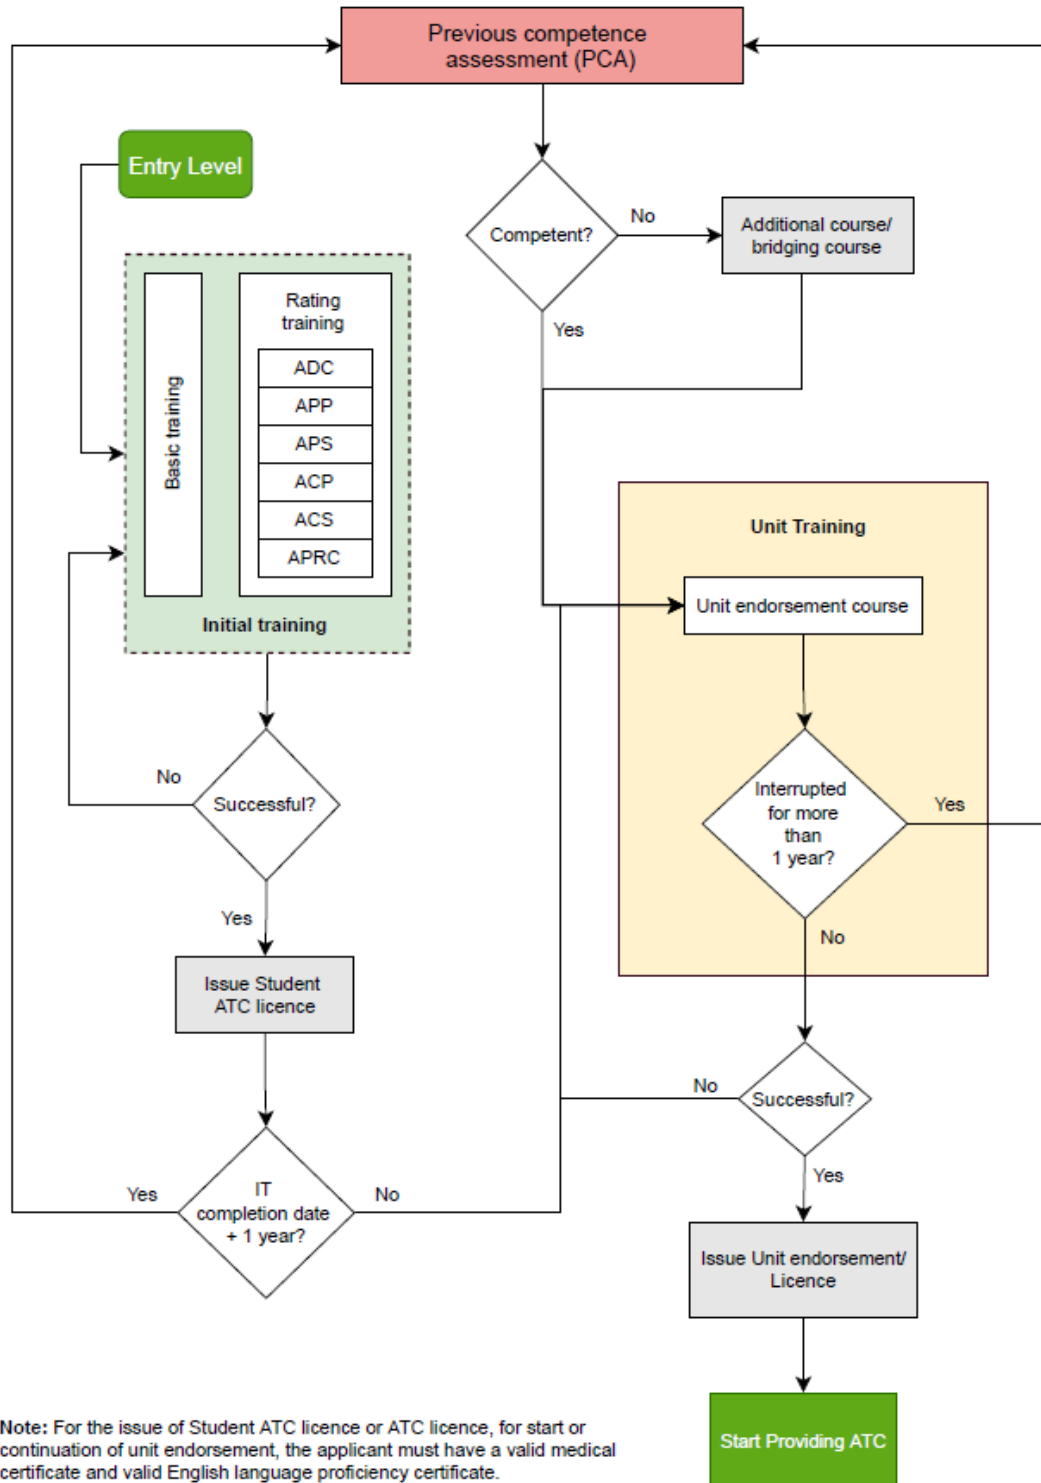 Previous competence
assessment (PCA)
Entry Level
Competent?
No
Additional course/
bridging course
Yes
Basic training
Rating
training
ADC
APP
APS
ACP
ACS
APRC
Initial training
Unit Training
Unit endorsement course
No
Successful?
Interrupted
for more
than
1 year?
Yes
No
Yes
Issue Student
ATC licence
No
Successful?
Yes
Yes
IT
completion date
+ 1 year?
No
Issue Unit endorsement/
Licence
Start Providing ATC
Note: For the issue of Student ATC licence or ATC licence, for start or
continuation of unit endorsement, the applicant must have a valid medical
certificate and valid English language proficiency certificate.